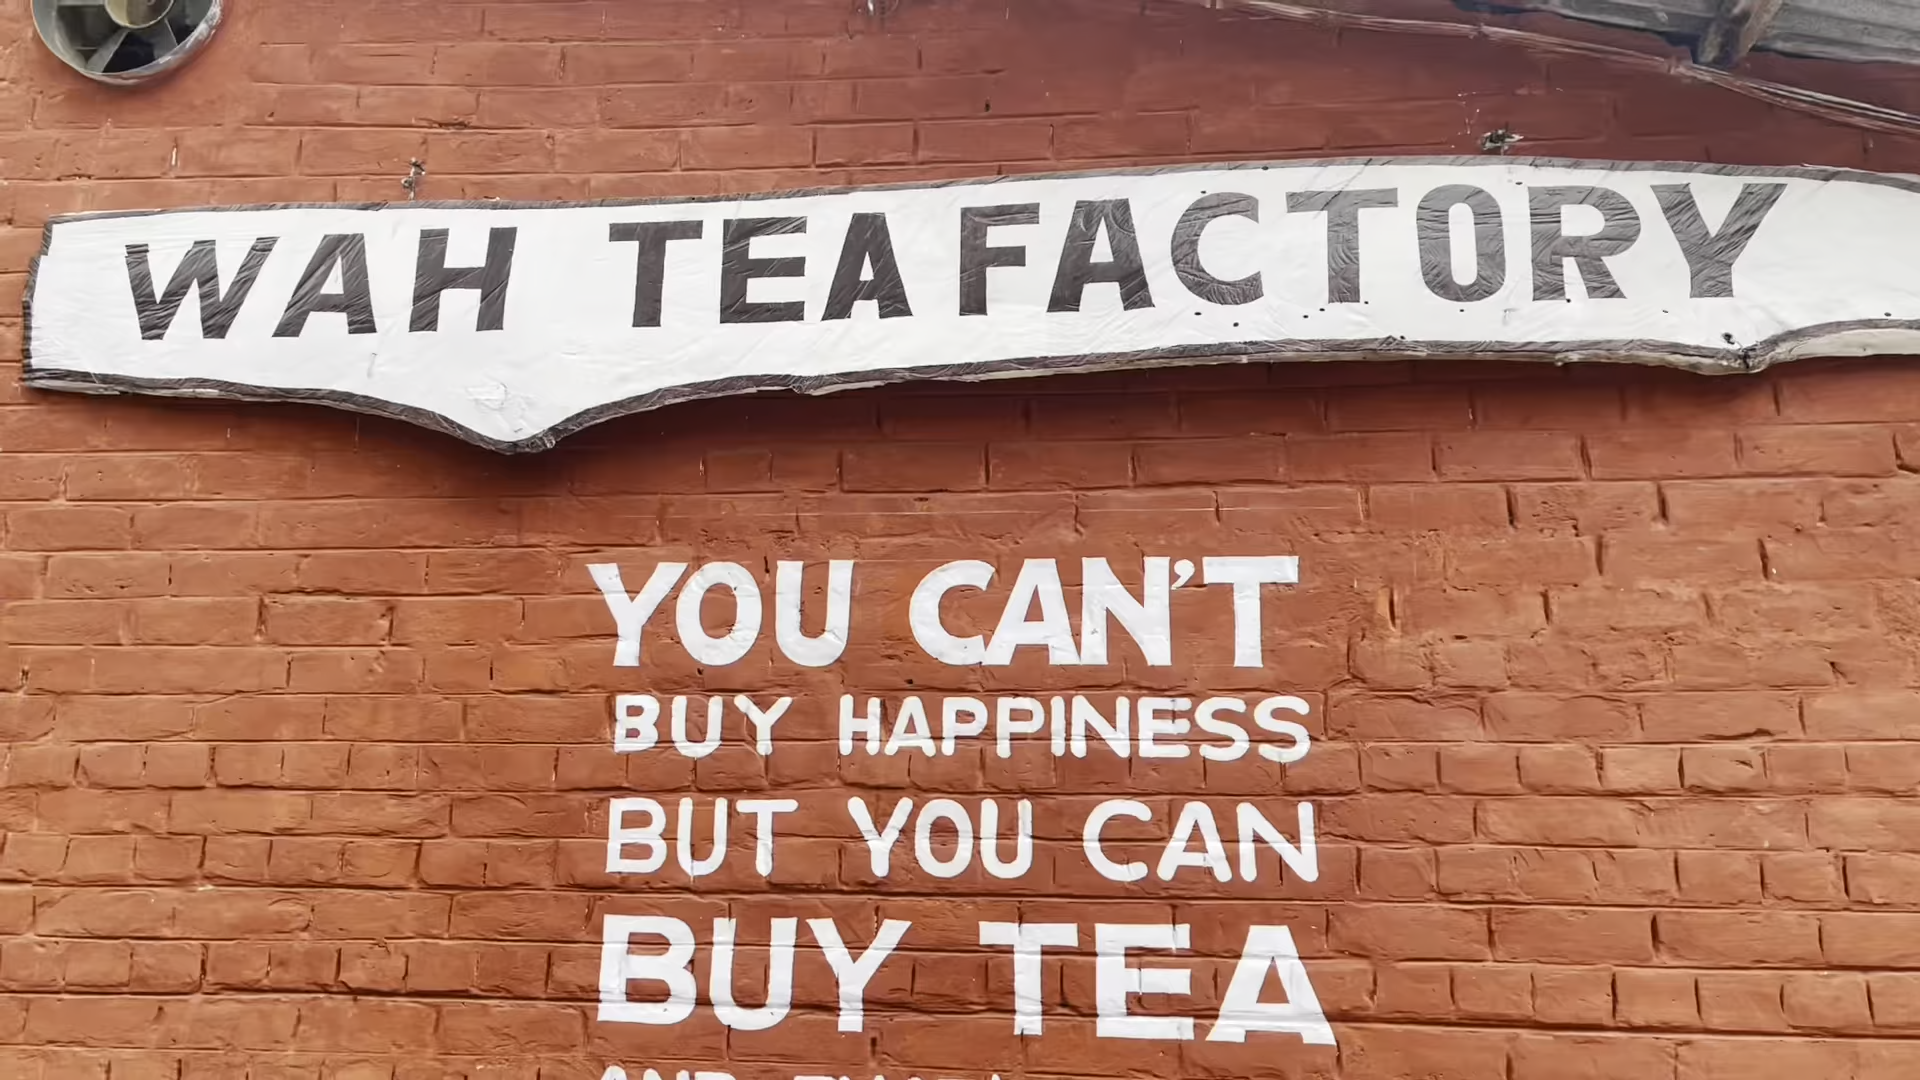 WAH TEA FACTORY
YOU CAN'T
BUY HAPPINESS
BUT YOU CAN
BUY TEA